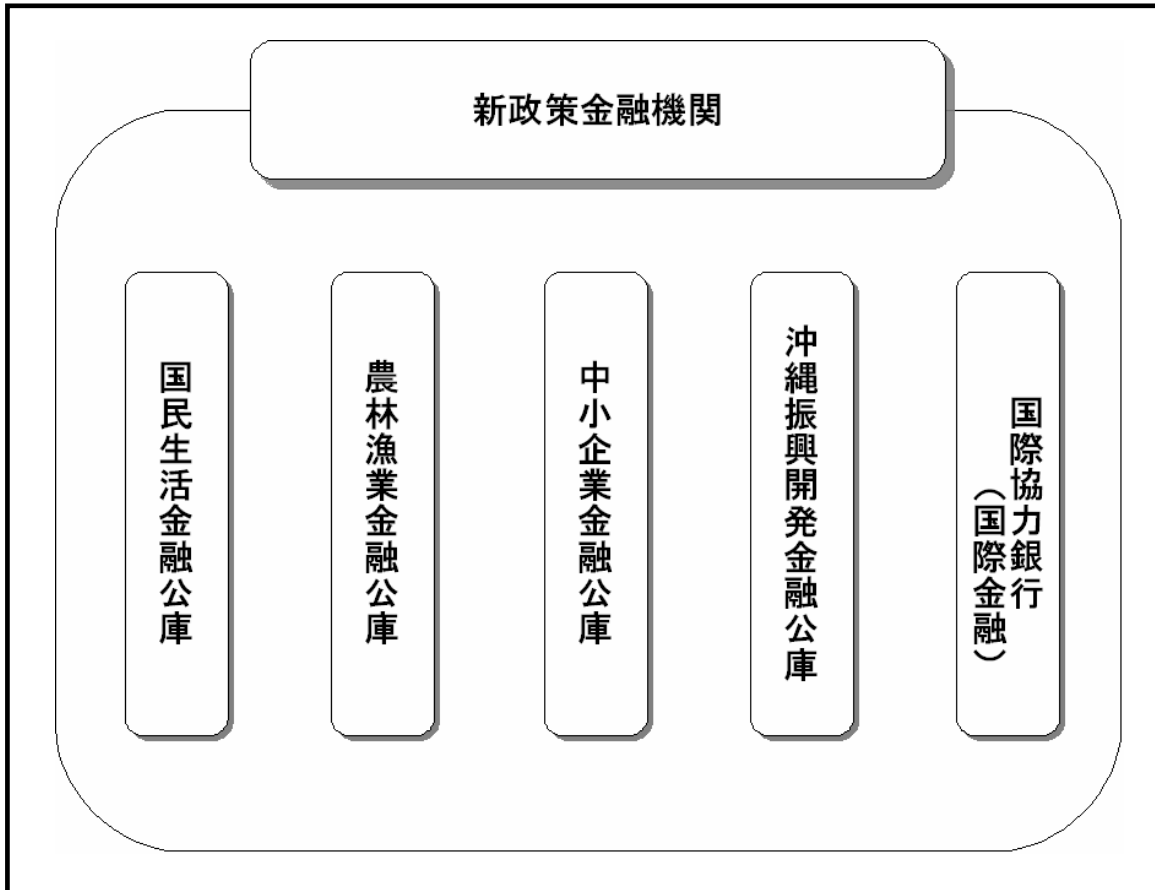 新政策金融機関
国民生活金融公庫
農林漁業金融公庫
中小企業金融公庫
沖縄振興開発金融公庫
国際協力銀行
（国際金融）